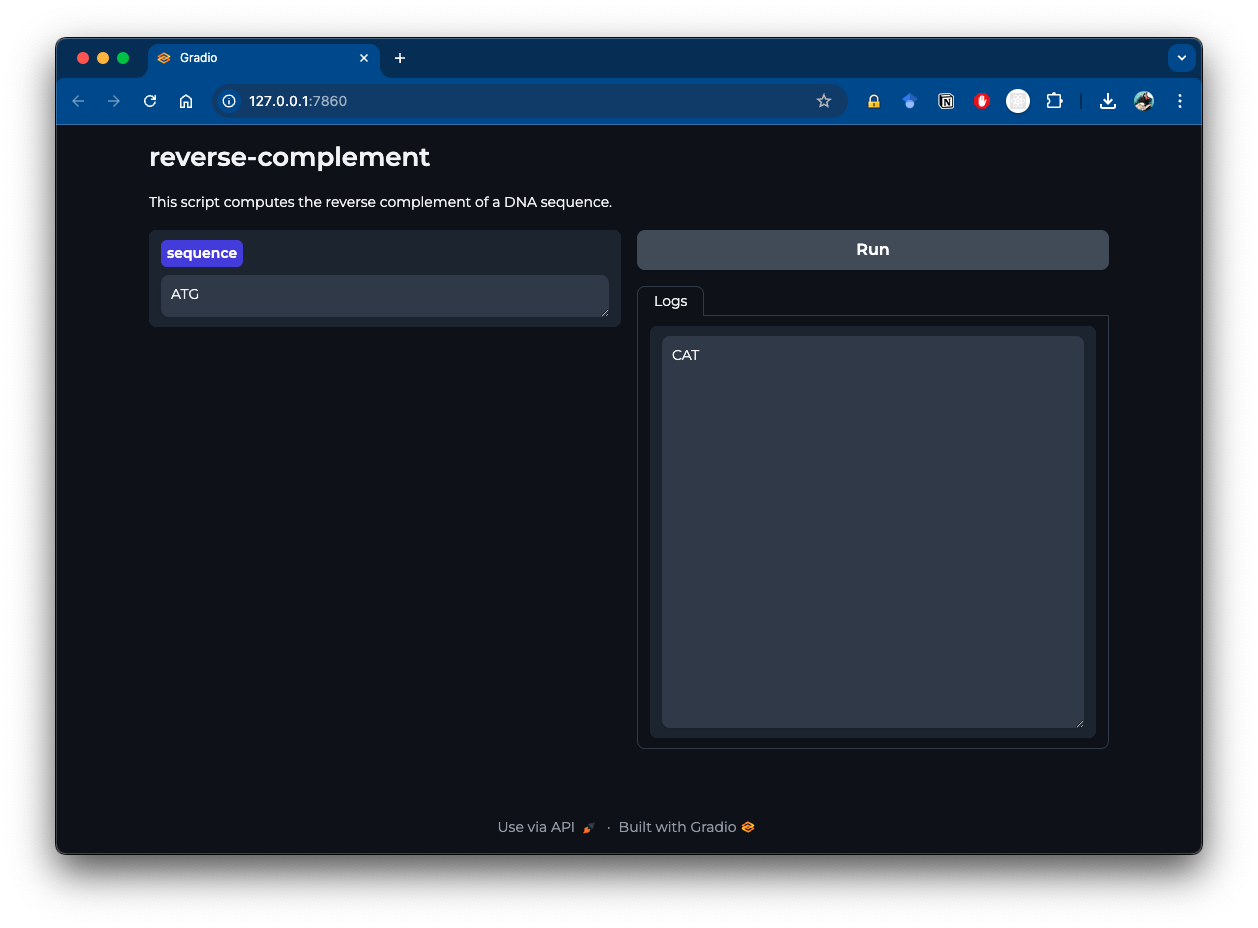 Gradio
127.0.0.1:7860
reverse-complement
This script computes the reverse complement of a DNA sequence.
sequence
ATG
Run
Logs
CAT
Use via API · Built with Gradio